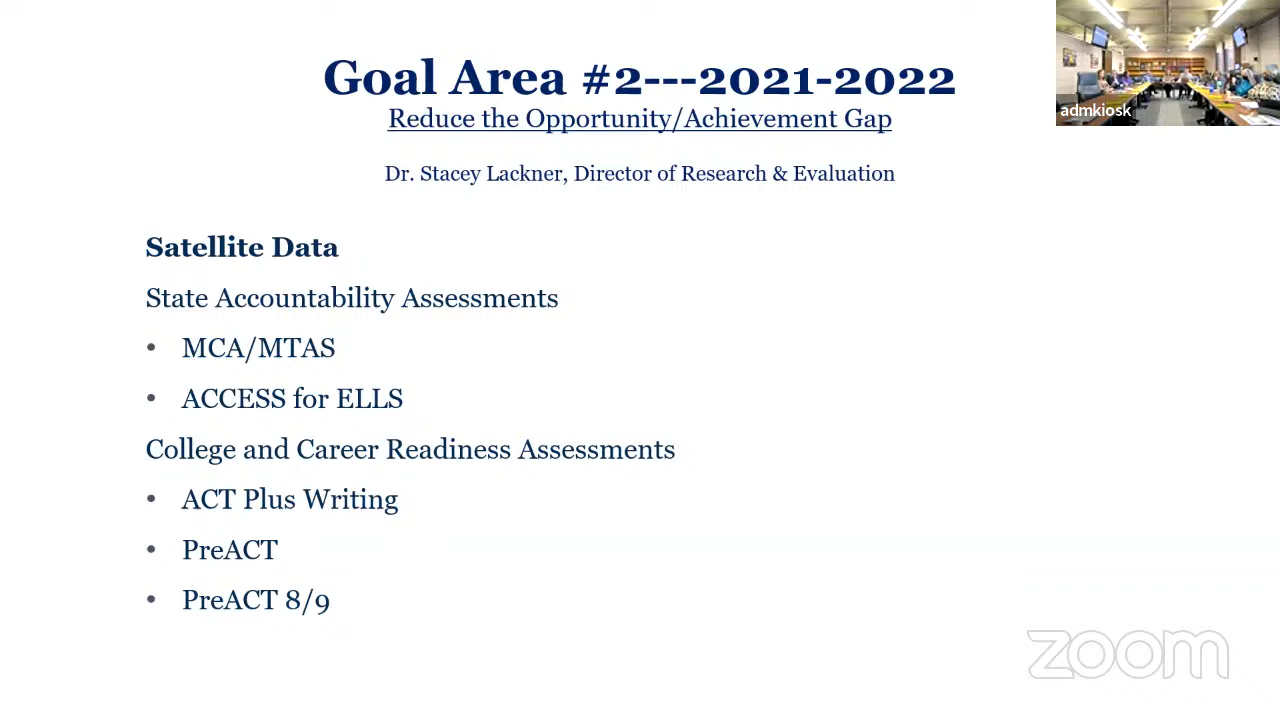 Goal Area #2---2021-2022
Reduce the Opportunity/Achievement Gap
Dr. Stacey Lackner, Director of Research & Evaluation
admkiosk
Satellite Data
State Accountability Assessments
• MCA/MTAS
• ACCESS for ELLS
College and Career Readiness Assessments
• ACT Plus Writing
• PreACT
• PreACT 8/9
zoom